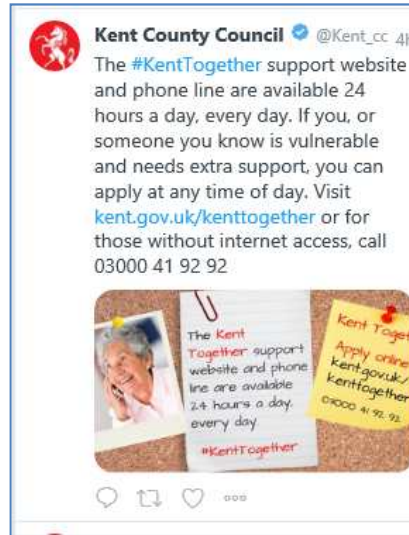 Kent County Council @Kent_cc 4h
The #KentTogether support website
and phone line are available 24
hours a day, every day. If you, or
someone you know is vulnerable
and needs extra support, you can
apply at any time of day. Visit
kent.gov.uk/kenttogether or for
those without internet access, call
03000 41 92 92
The Kent
Together support
website and phone
line are available
24 hours a day,
every day
#KentTogether
Kent Toget
Apply online
kent.gov.uk/
kenttogether
03000 41 92 92